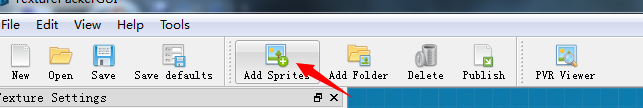 TexturePackerGUI
File Edit View Help Tools
New Open Save Save defaults Add Sprites Add Folder Delete Publish PVR Viewer
Texture Settings